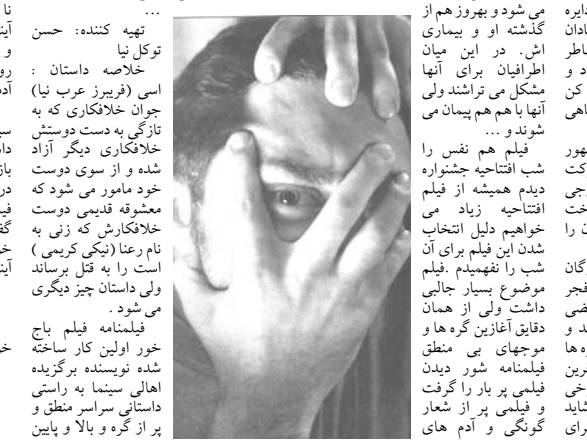 دایره
و
کن
را
فجر
و
ها
شاید
می شود و بهروز هم از
گذشته او و بیماری
اش. در این میان
اطرافیان برای آنها
مشکل می تراشند ولی
آنها با هم هم پیمان می
شوند و ...
فیلم هم نفس را
شب افتتاحیه جشنواره
دیدم همیشه از فیلم
افتتاحیه زیاد می
خواهیم دلیل انتخاب
شدن این فیلم برای آن
شب را نفهمیدم .فیلم
موضوع بسیار جالبی
داشت ولی از همان
دقایق آغازین گره ها و
موجهای بی منطق
فیلمنامه شور دیدن
فیلمی پر بار را گرفت
و فیلمی پر از شعار
گونگی و آدم های
...
تهیه کننده: حسن
توکل نیا
خلاصه داستان :
اسی (فریبرز عرب نیا)
جوان خلافکاری که به
تازگی به دست دوستش
خلافکاری دیگر آزاد
شده و از سوی دوست
خود مامور می شود که
معشوقه قدیمی دوست
خلافکارش که زنی به
نام رعنا (نیکی کریمی )
است را به قتل برساند
ولی داستان چیز دیگری
می شود .
فیلمنامه فیلم باج
خور اولین کار ساخته
شده نویسنده برگزیده
اهالی سینما به راستی
داستانی سراسر منطق و
پر از گره و بالا و پایین